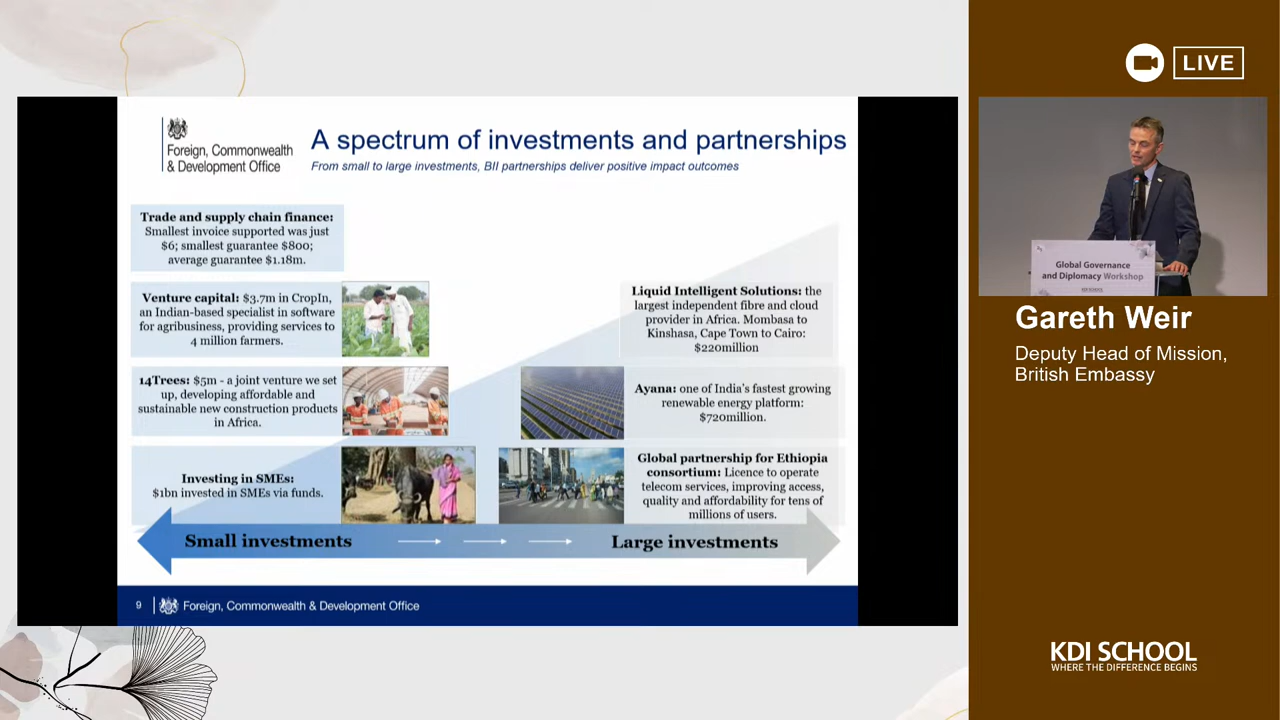 Foreign, Commonwealth
& Development Office
A spectrum of investments and partnerships
From small to large investments, BII partnerships deliver positive impact outcomes
Trade and supply chain finance:
Smallest invoice supported was just
$6; smallest guarantee $800;
average guarantee $1.18m.
Venture capital: $3.7m in CropIn,
an Indian-based specialist in software
for agribusiness, providing services to
4 million farmers.
14Trees: $5m - a joint venture we set
up, developing affordable and
sustainable new construction products
in Africa.
Investing in SMEs:
$1bn invested in SMEs via funds.
Liquid Intelligent Solutions: the
largest independent fibre and cloud
provider in Africa. Mombasa to
Kinshasa, Cape Town to Cairo:
$220million
Ayana: one of India's fastest growing
renewable energy platform:
$720million.
Global partnership for Ethiopia
consortium: Licence to operate
telecom services, improving access,
quality and affordability for tens of
millions of users.
Small investments
Large investments
9
Foreign, Commonwealth & Development Office
LIVE
Global Governance
and Diplomacy Workshop
Gareth Weir
Deputy Head of Mission,
British Embassy
KDI SCHOOL
WHERE THE DIFFERENCE BEGINS